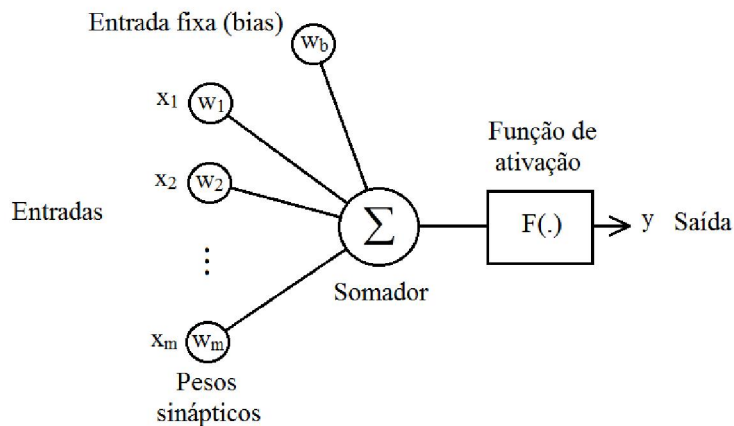 Entrada fixa (bias)
wb
x1 w1
Função de
ativação
x2 w2
Entradas
Σ
F(.)
y Saída
⋮
Somador
xm wm
Pesos
sinápticos